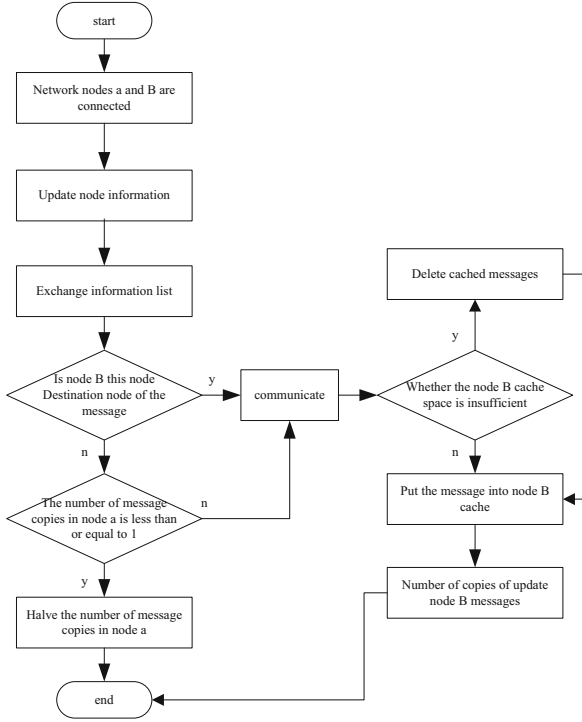 start
Network nodes a and B are
connected
Update node information
Exchange information list
Is node B this node
Destination node of the
message
y
n
The number of message
copies in node a is less than
or equal to 1
n
y
Halve the number of message
copies in node a
end
communicate
Delete cached messages
y
Whether the node B cache
space is insufficient
n
Put the message into node B
cache
Number of copies of update
node B messages